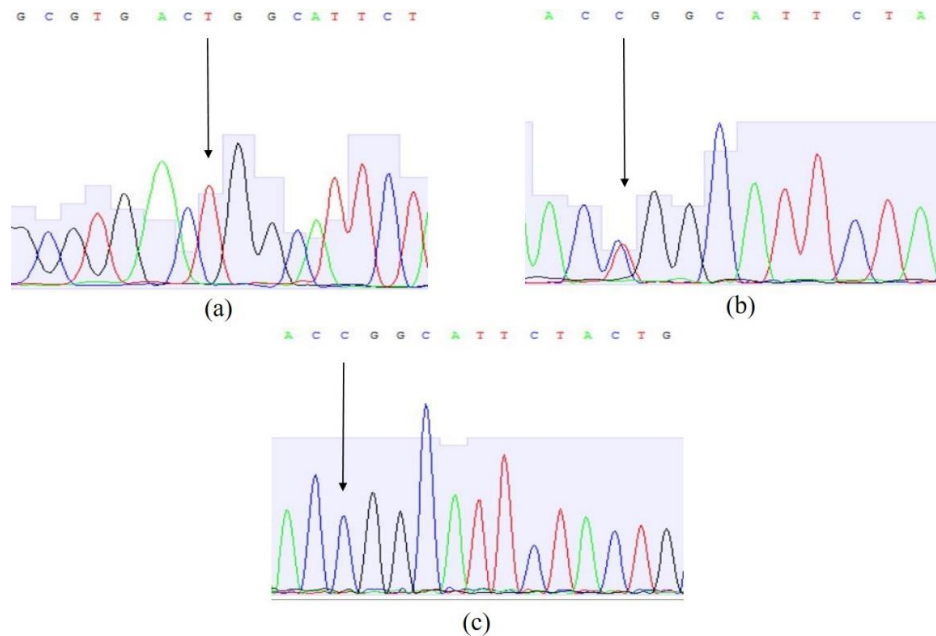 G C G T G A C T G G C A T T C T
A C C G G C A T T C T A
(a)
(b)
A C C G G C A T T C T A C T G
(c)